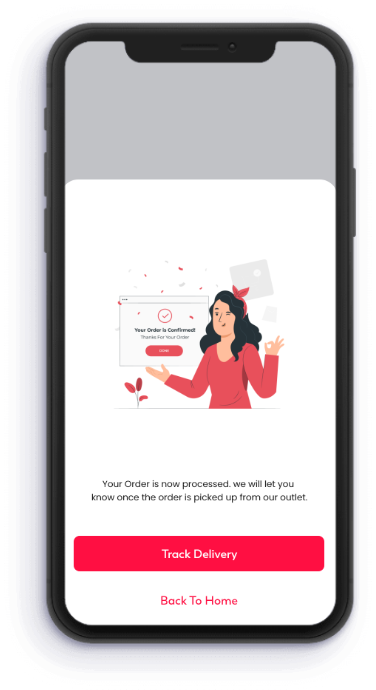 Your Order is Confirmed!
Thanks For Your Order
Your Order is now processed. we will let you
know once the order is picked up from our outlet.
Track Delivery
Back To Home